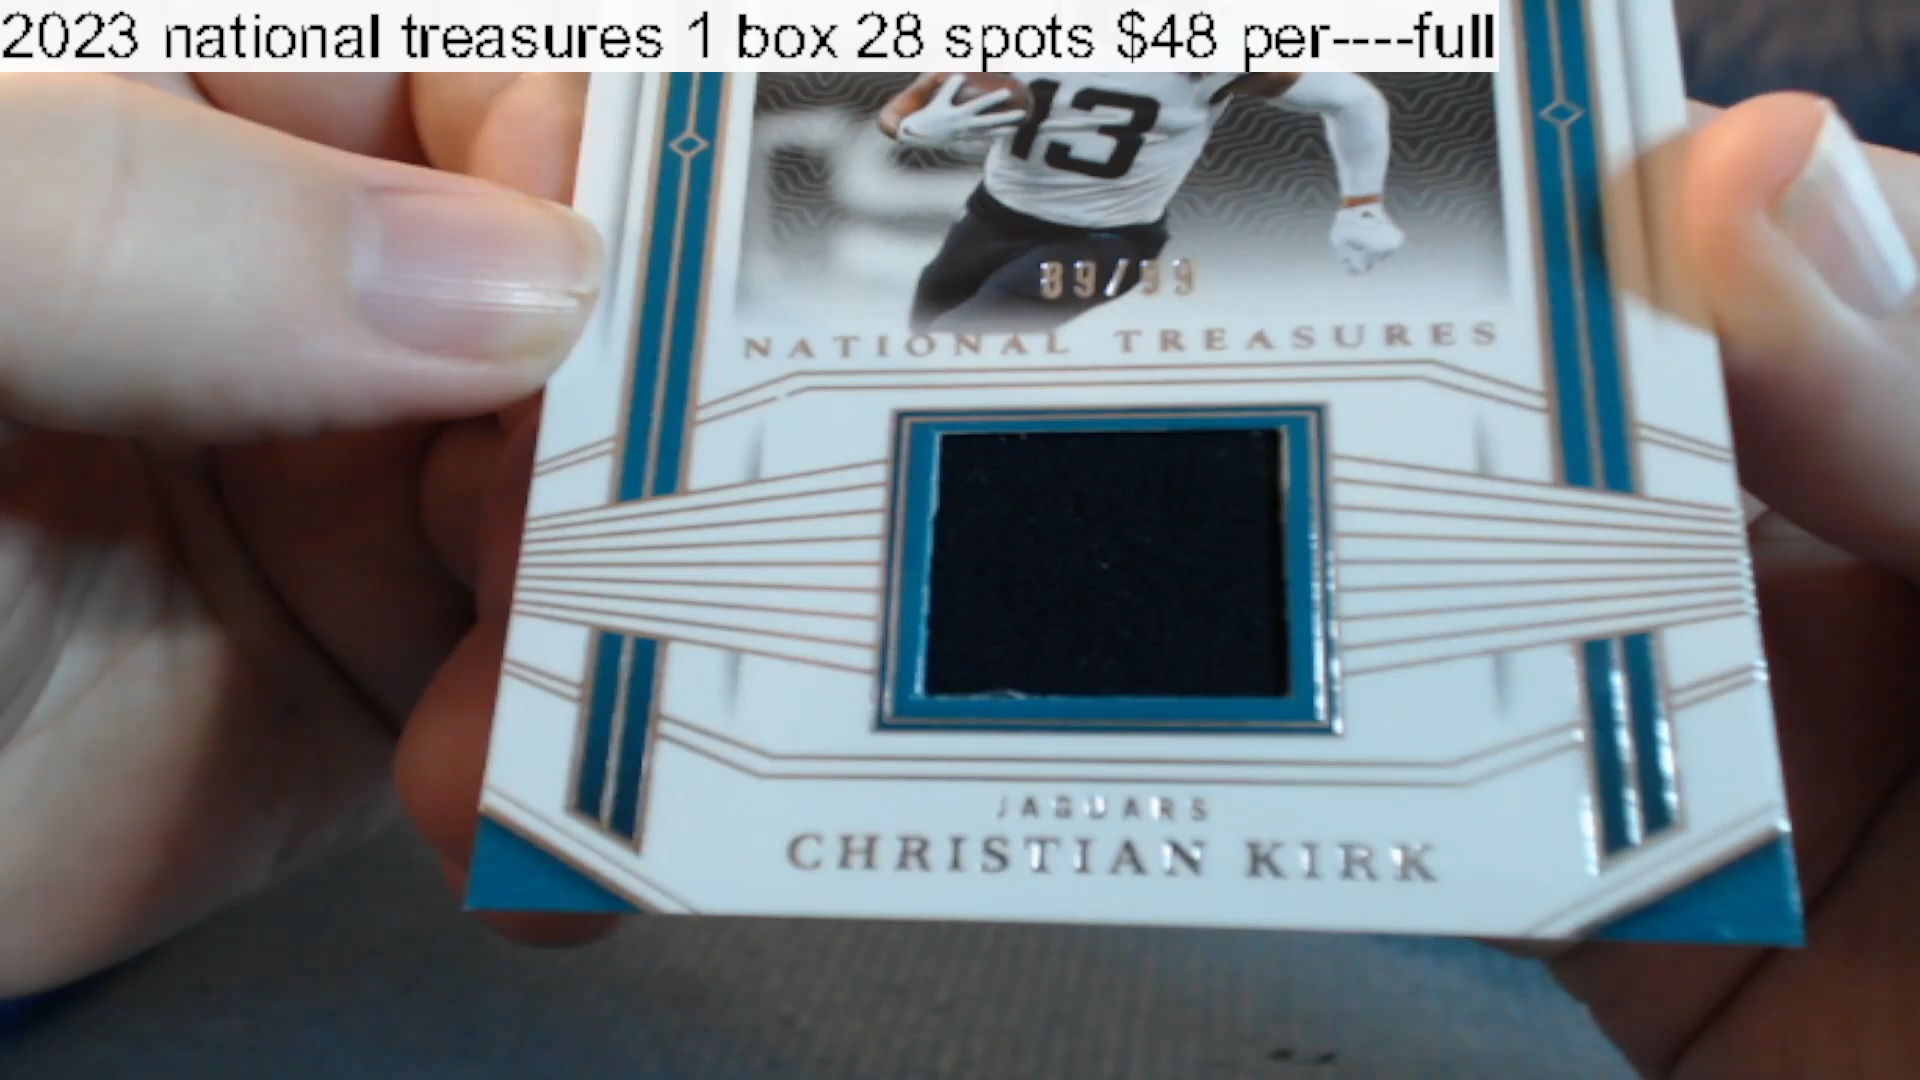 2023 national treasures 1 box 28 spots $48 per----full
13
89/99
NATIONAL TREASURES
JAGUARS
CHRISTIAN KIRK